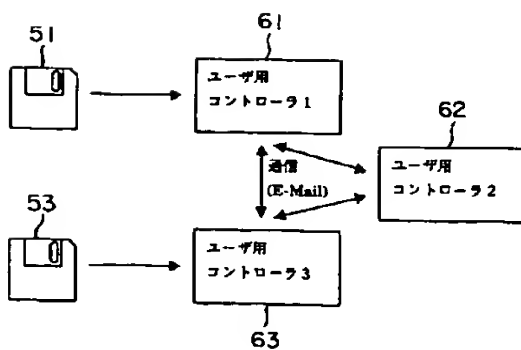 51
61
ユーザ用
コントローラ1
62
通信
(E-Mail)
ユーザ用
コントローラ2
53
ユーザ用
コントローラ3
63